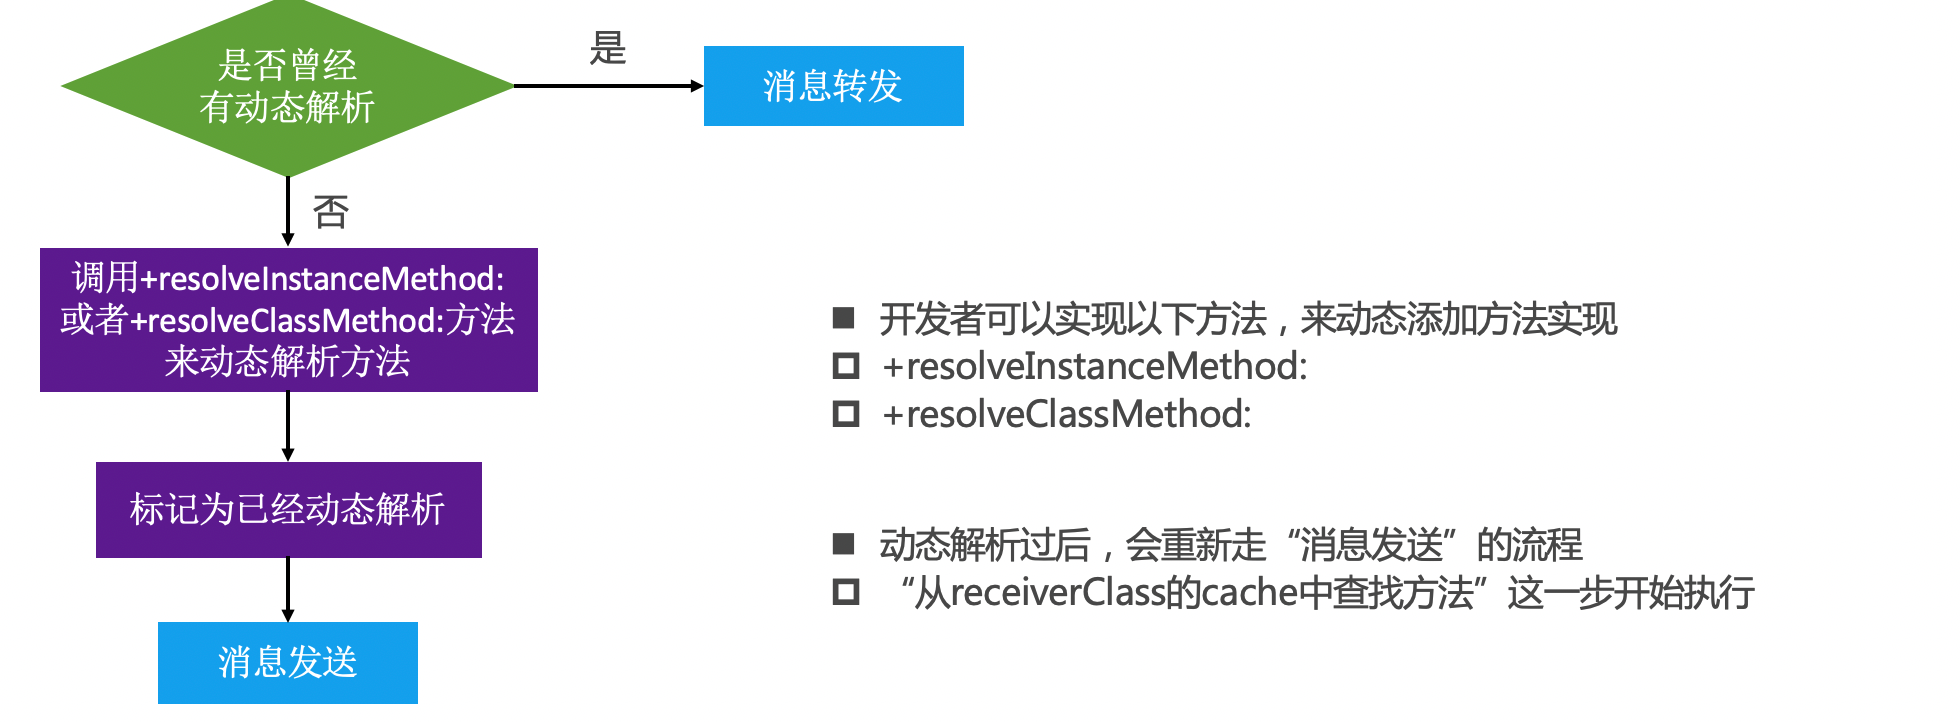 是否曾经
有动态解析
是
消息转发
否
调用+resolveInstanceMethod:
或者+resolveClassMethod:方法
来动态解析方法
标记为已经动态解析
消息发送
开发者可以实现以下方法，来动态添加方法实现
+resolveInstanceMethod:
+resolveClassMethod:
动态解析过后，会重新走“消息发送”的流程
“从receiverClass的cache中查找方法”这一步开始执行